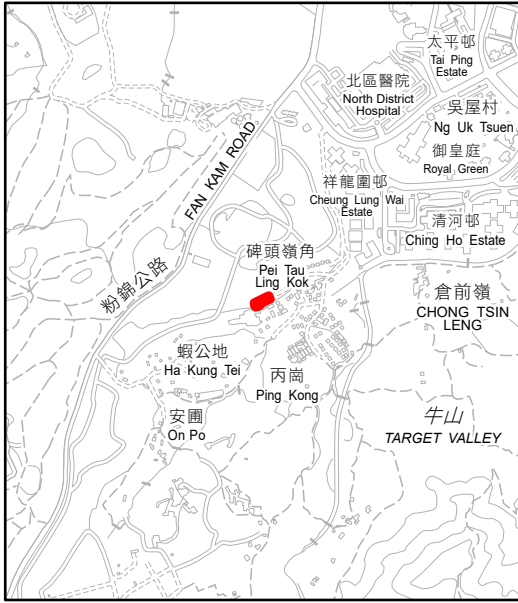 太平邨
Tai Ping
Estate
北區醫院
North District
Hospital
吳屋村
Ng Uk Tsuen
御皇庭
Royal Green
FAN KAM ROAD
祥龍圍邨
Cheung Lung Wai
Estate
清河邨
Ching Ho Estate
碑頭嶺角
Pei Tau
Ling Kok
粉錦公路
倉前嶺
CHONG TSIN
LENG
蝦公地
Ha Kung Tei
丙崗
Ping Kong
安圃
On Po
牛山
TARGET VALLEY